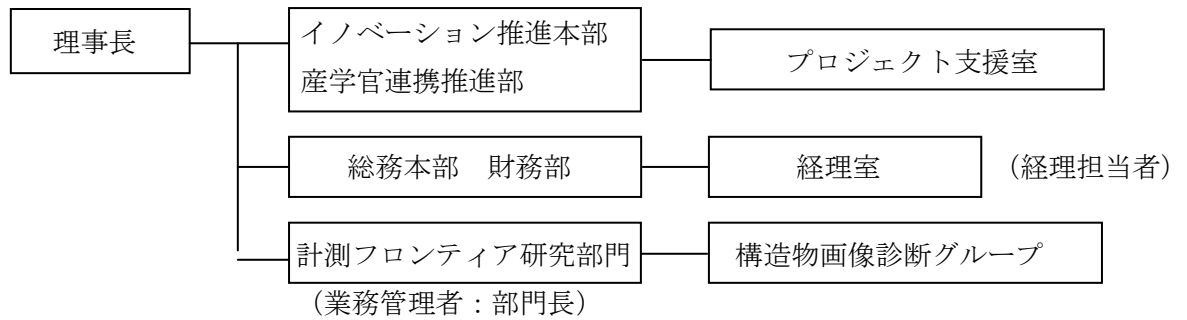 理事長
イノベーション推進本部
産学官連携推進部
プロジェクト支援室
総務本部 財務部
経理室
（経理担当者）
計測フロンティア研究部門
構造物画像診断グループ
（業務管理者：部門長）